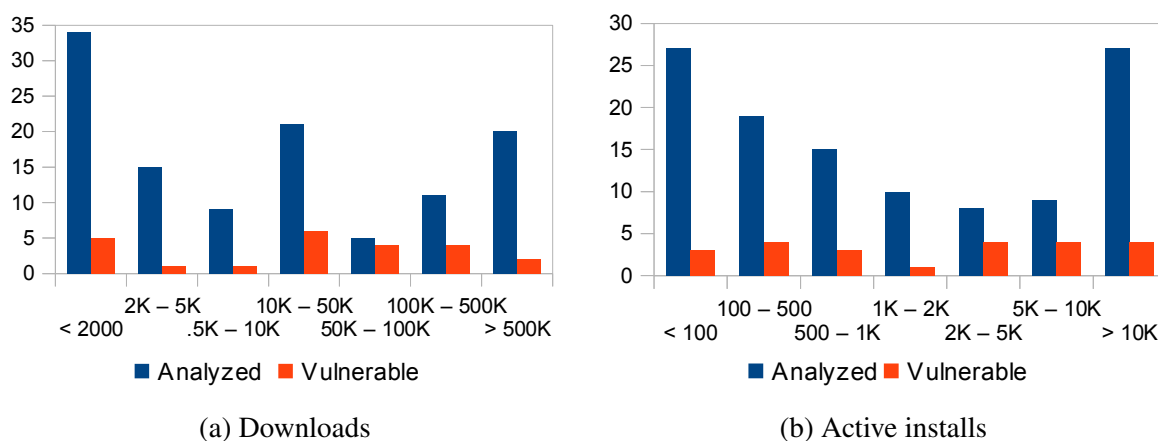 35
30
25
20
15
10
5
0
2K – 5K 10K – 50K 100K – 500K
< 2000 .5K – 10K 50K – 100K > 500K
Analyzed Vulnerable
(a) Downloads
30
25
20
15
10
5
0
100 – 500 1K – 2K 5K – 10K
< 100 500 – 1K 2K – 5K > 10K
Analyzed Vulnerable
(b) Active installs